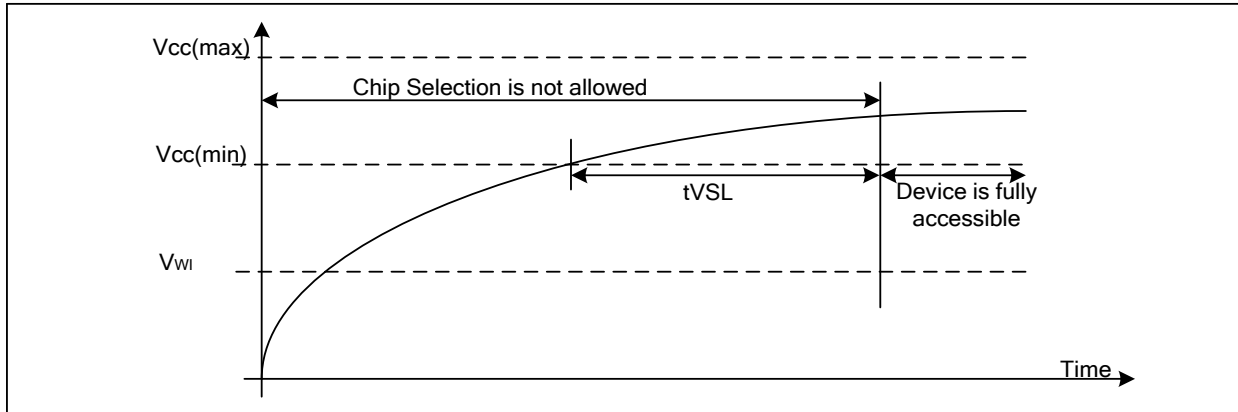 Vcc(max)
Chip Selection is not allowed
Vcc(min)
tVSL
Device is fully
accessible
VWI
Time